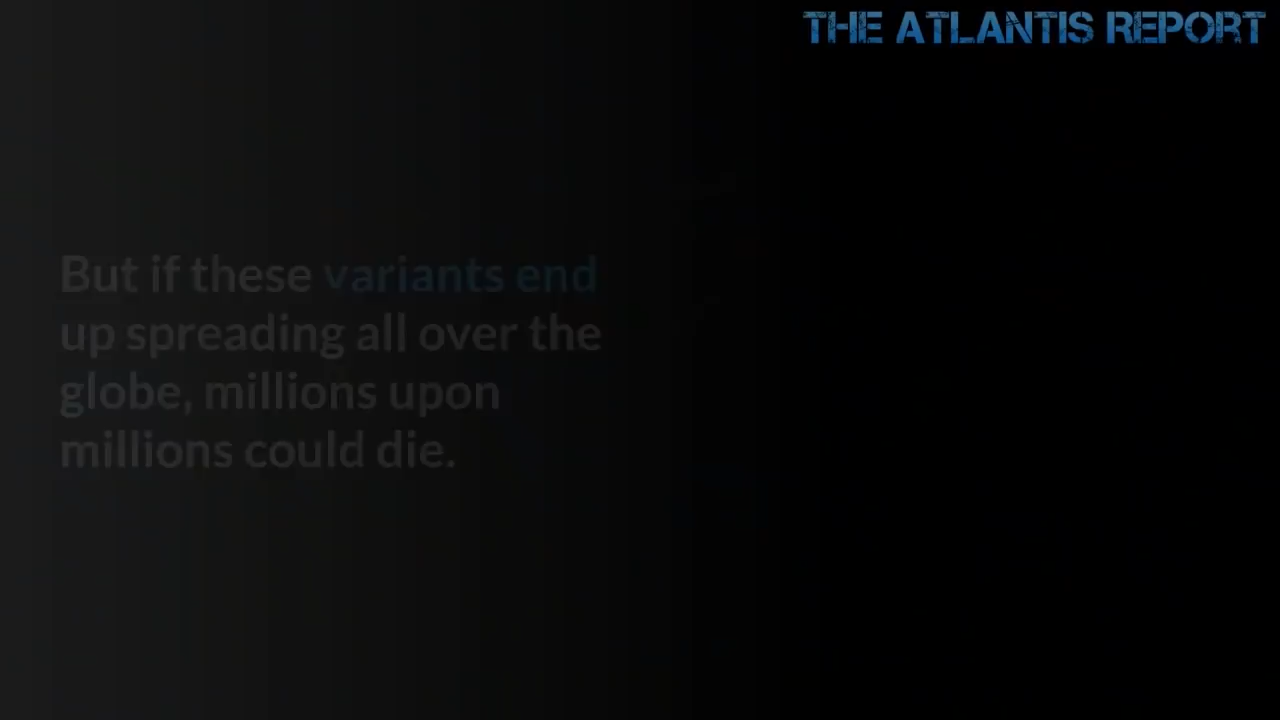 THE ATLANTIS REPORT
But if these variants end
up spreading all over the
globe, millions upon
millions could die.